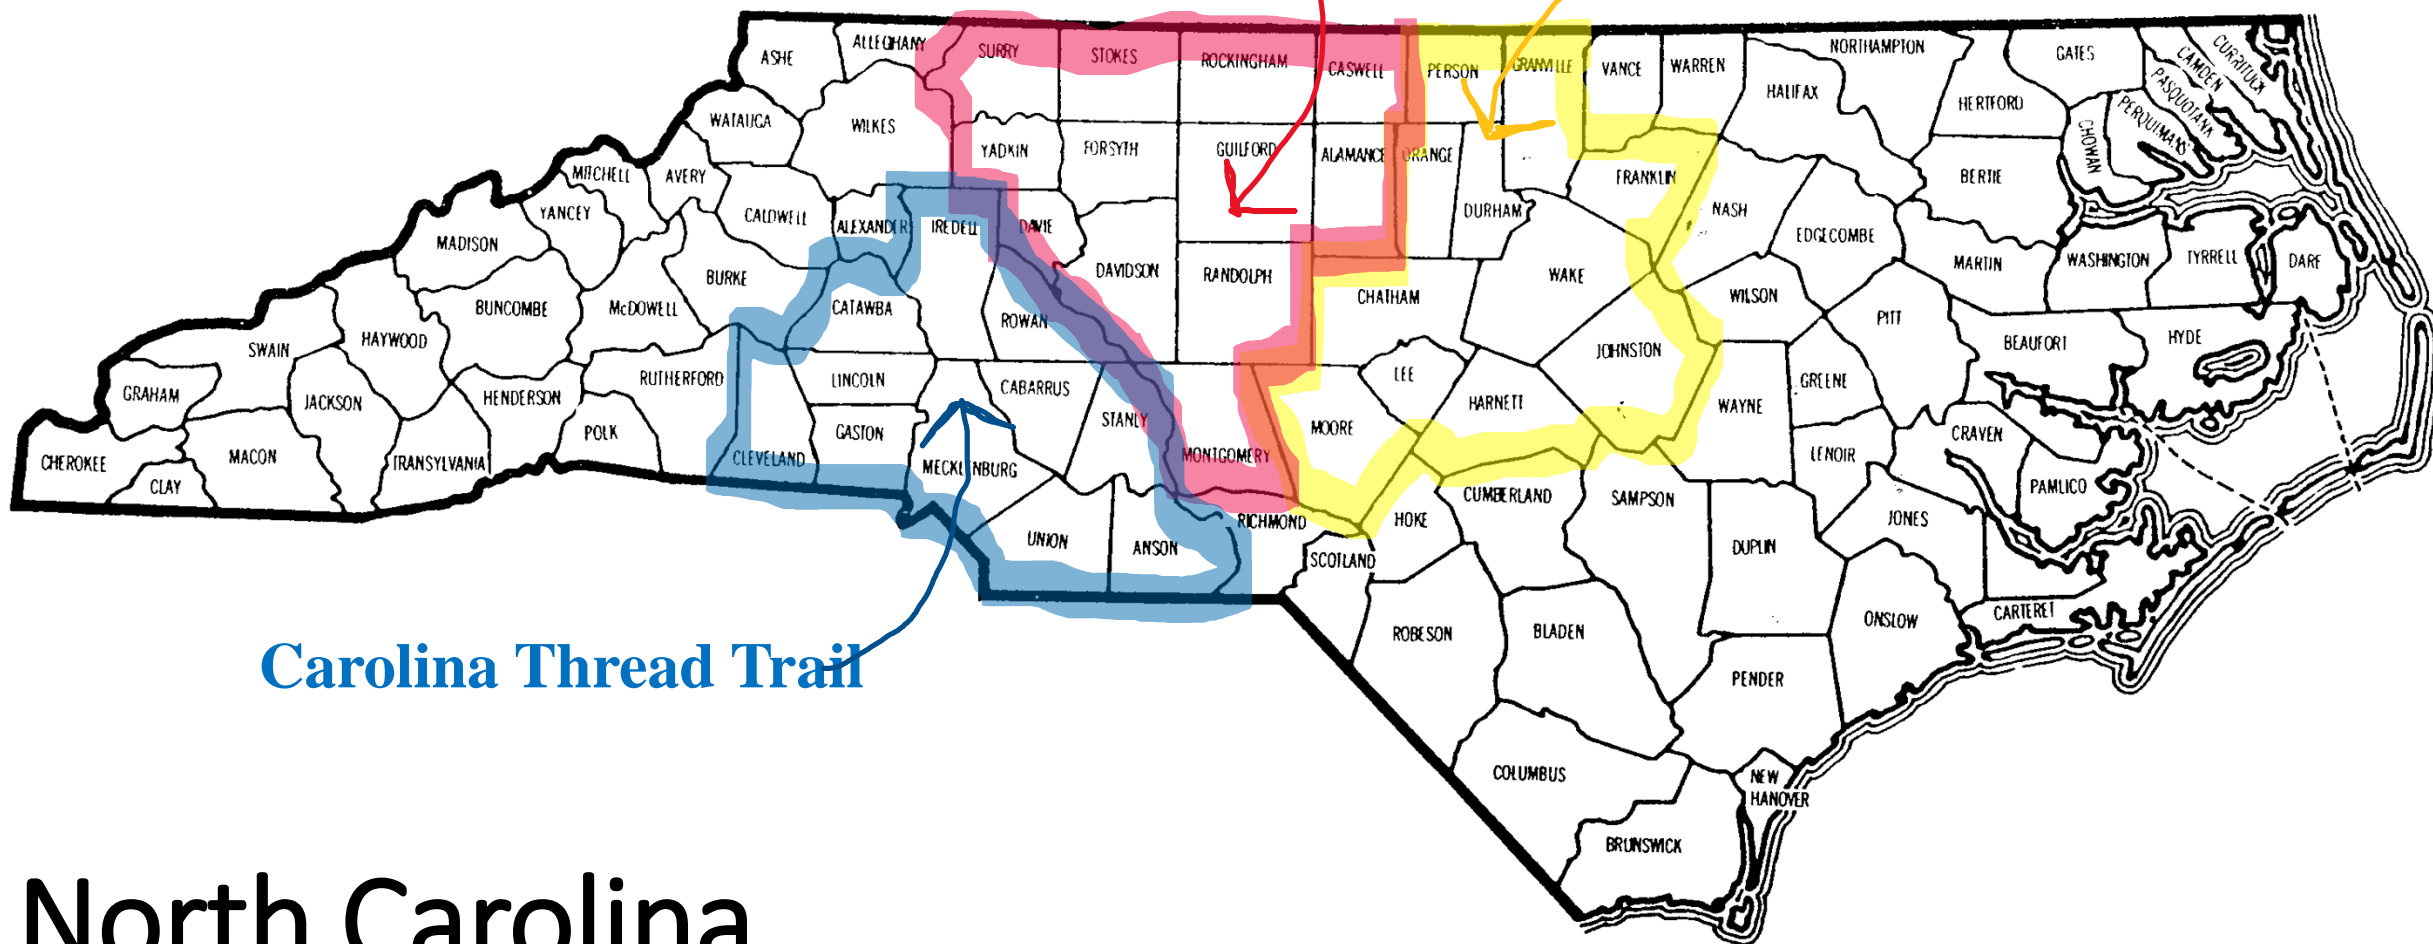 ASHE
ALLEGHANY
SURRY
STOKES
ROCKINGHAM
CASWELL
PERSON
GRANVILLE
VANCE
WARREN
NORTHAMPTON
GATES
CURRITUCK
CAMDEN
PASQUOTANK
PERQUIMANS
CHOWAN
HERTFORD
HALIFAX
WATAUGA
WILKES
YADKIN
FORSYTH
GUILFORD
ALAMANCE
ORANGE
DURHAM
FRANKLIN
NASH
BERTIE
MITCHELL
AVERY
YANCEY
CALDWELL
ALEXANDER
IREDELL
DAVIE
MADISON
BURKE
DAVIDSON
RANDOLPH
CHATHAM
WAKE
EDGECOMBE
MARTIN
WASHINGTON
TYRRELL
DARE
WILSON
PITT
BUNCOMBE
McDOWELL
CATAWBA
ROWAN
HAYWOOD
SWAIN
BEAUFORT
HYDE
JOHNSTON
LEE
GRAHAM
JACKSON
HENDERSON
RUTHERFORD
LINCOLN
CABARRUS
HARNETT
WAYNE
GREENE
POLK
GASTON
STANLY
MOORE
CRAVEN
LENOIR
CHEROKEE
CLAY
MACON
TRANSYLVANIA
CLEVELAND
MECKLENBURG
MONTGOMERY
PAMLICO
CUMBERLAND
SAMPSON
JONES
UNION
ANSON
RICHMOND
HOKE
SCOTLAND
DUPLIN
ONSLOW
CARTERET
ROBESON
BLADEN
PENDER
Carolina Thread Trail
COLUMBUS
NEW
HANOVER
BRUNSWICK
North Carolina